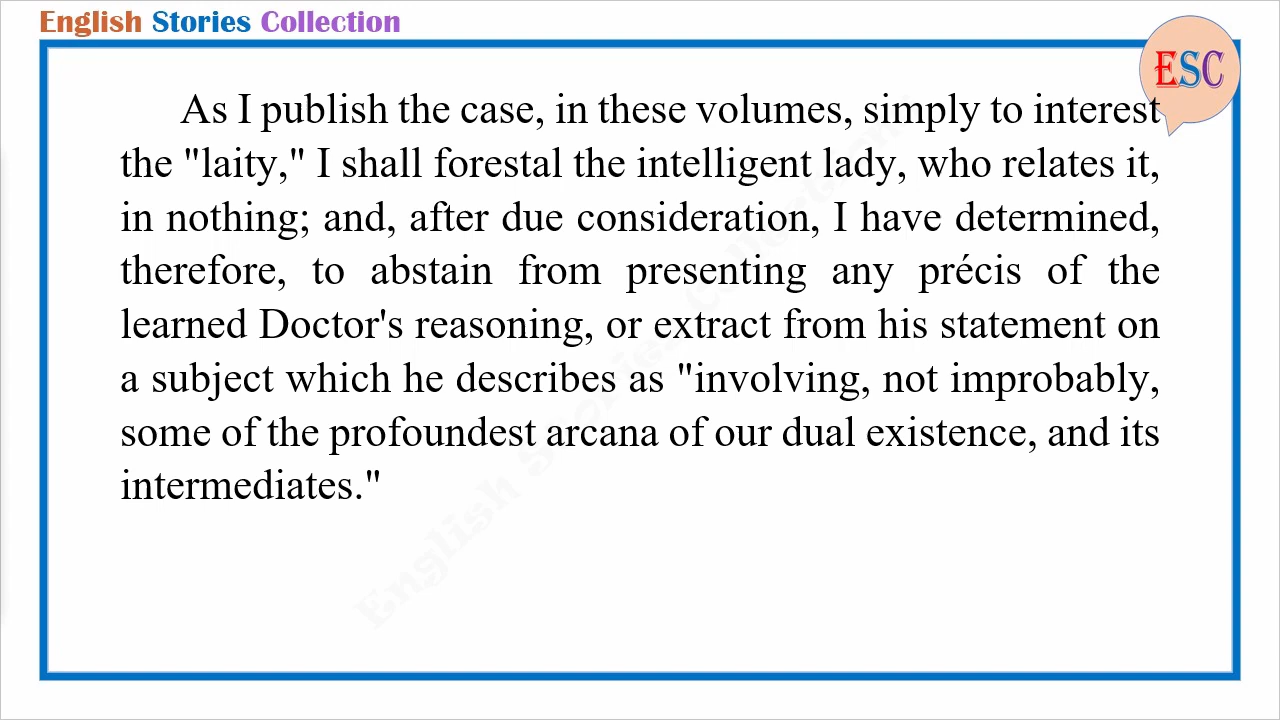 English Stories Collection
ESC
As I publish the case, in these volumes, simply to interest
the "laity," I shall forestal the intelligent lady, who relates it,
in nothing; and, after due consideration, I have determined,
therefore, to abstain from presenting any précis of the
learned Doctor's reasoning, or extract from his statement on
a subject which he describes as "involving, not improbably,
some of the profoundest arcana of our dual existence, and its
intermediates."
English Stories Collection